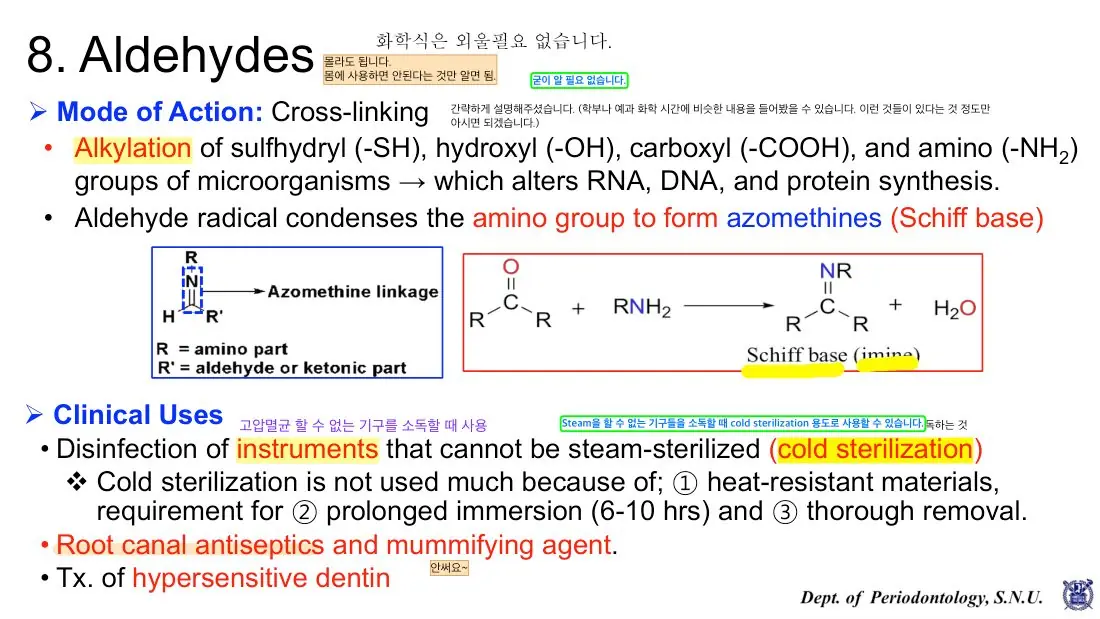 8. Aldehydes
화학식은 외울필요 없습니다.
몰라도 됩니다.
몸에 사용하면 안된다는 것만 알면 됨.
굳이 알 필요 없습니다.
➢ Mode of Action: Cross-linking
간략하게 설명해주셨습니다. (학부나 예과 화학 시간에 비슷한 내용을 들어봤을 수 있습니다. 이런 것들이 있다는 것 정도만
아시면 되겠습니다.)
• Alkylation of sulfhydryl (-SH), hydroxyl (-OH), carboxyl (-COOH), and amino (-NH₂)
groups of microorganisms → which alters RNA, DNA, and protein synthesis.
• Aldehyde radical condenses the amino group to form azomethines (Schiff base)
R
N
C
H R'
Azomethine linkage
R = amino part
R' = aldehyde or ketonic part
O
C
R R
+ RNH₂
NR
C
R R
+ H₂O
Schiff base (imine)
➢ Clinical Uses
고압멸균 할 수 없는 기구를 소독할 때 사용
Steam을 할 수 없는 기구들을 소독할 때 cold sterilization 용도로 사용할 수 있습니다.독하는 것
• Disinfection of instruments that cannot be steam-sterilized (cold sterilization)
❖ Cold sterilization is not used much because of; ① heat-resistant materials,
requirement for ② prolonged immersion (6-10 hrs) and ③ thorough removal.
• Root canal antiseptics and mummifying agent.
• Tx. of hypersensitive dentin
안써요~
Dept. of Periodontology, S.N.U.